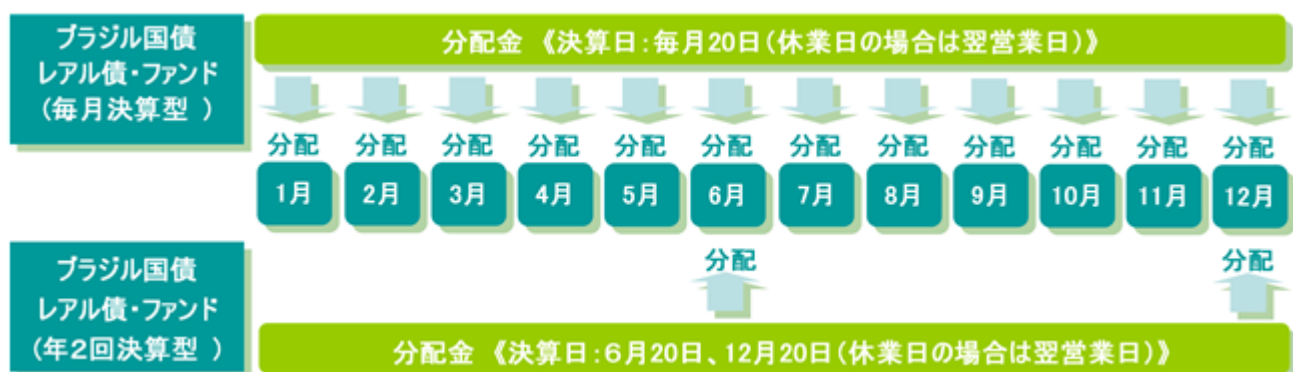 ブラジル国債
レアル債・ファンド
(毎月決算型 )
分配金 《決算日:毎月20日(休業日の場合は翌営業日)》
分配 分配 分配 分配 分配 分配 分配 分配 分配 分配 分配 分配
1月 2月 3月 4月 5月 6月 7月 8月 9月 10月 11月 12月
分配 分配
ブラジル国債
レアル債・ファンド
(年2回決算型 )
分配金 《決算日:6月20日、12月20日(休業日の場合は翌営業日)》